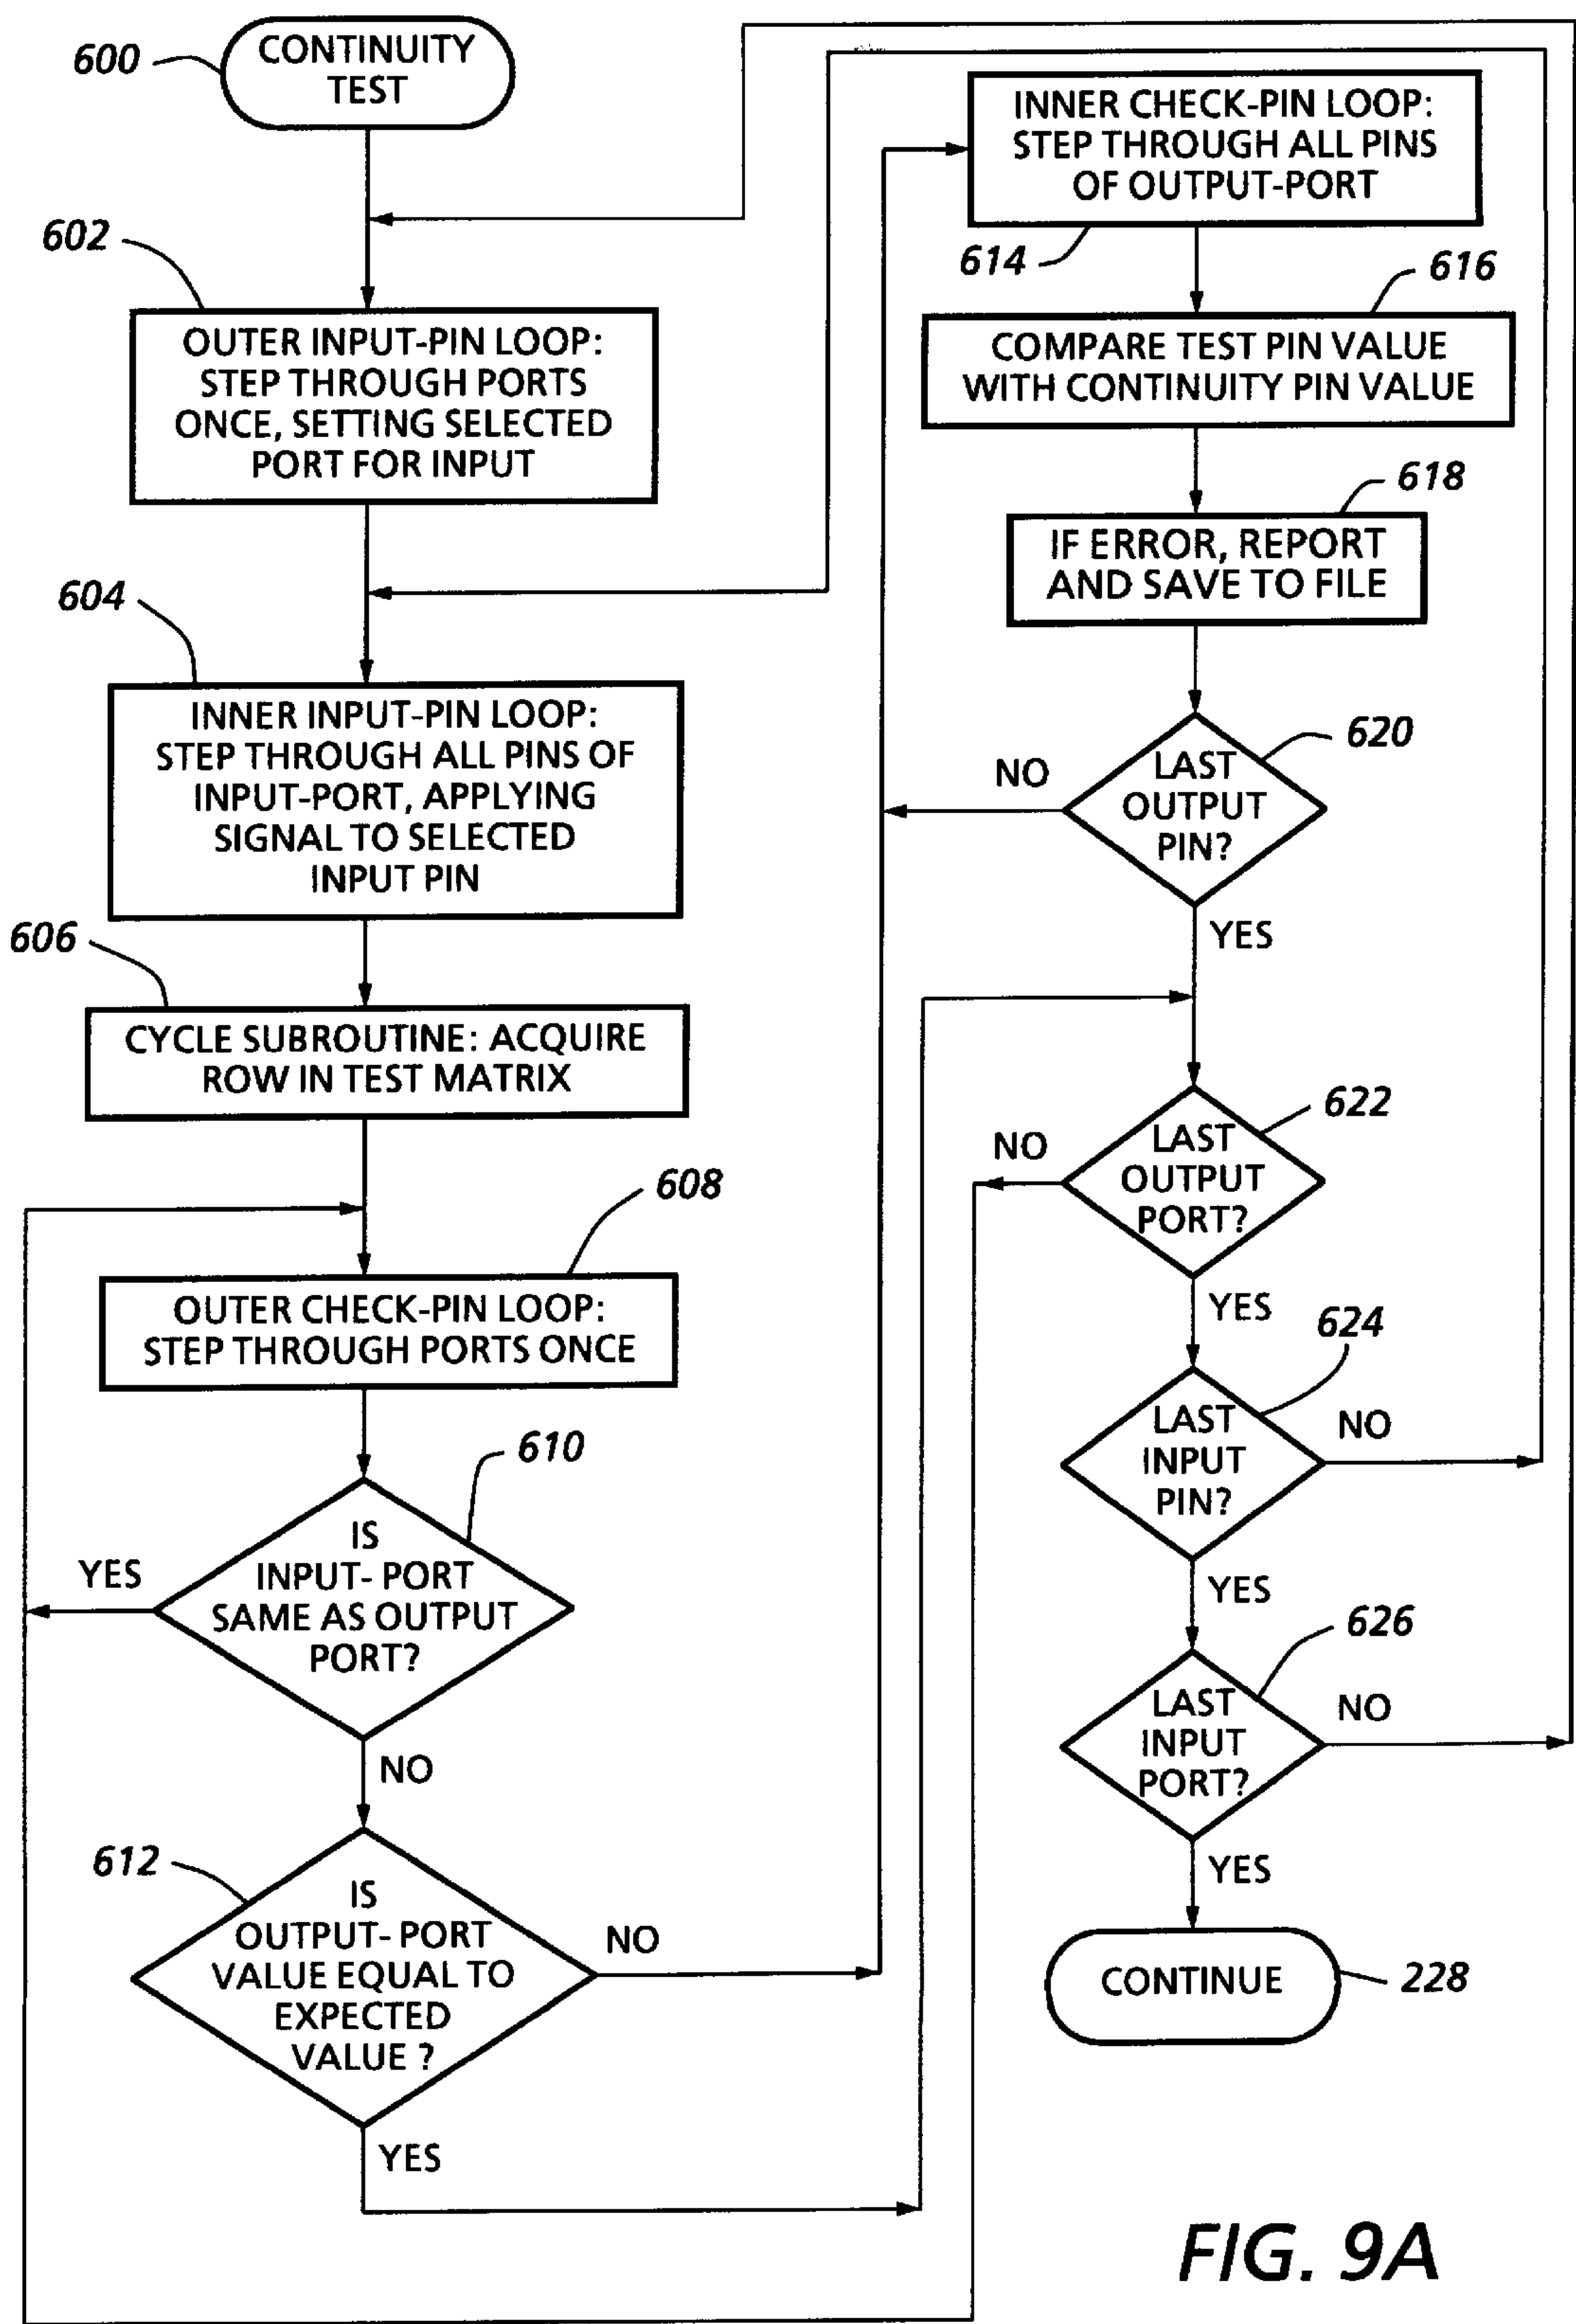 600
CONTINUITY
TEST
602
OUTER INPUT-PIN LOOP:
STEP THROUGH PORTS
ONCE, SETTING SELECTED
PORT FOR INPUT
604
INNER INPUT-PIN LOOP:
STEP THROUGH ALL PINS OF
INPUT-PORT, APPLYING
SIGNAL TO SELECTED
INPUT PIN
606
CYCLE SUBROUTINE: ACQUIRE
ROW IN TEST MATRIX
608
OUTER CHECK-PIN LOOP:
STEP THROUGH PORTS ONCE
610
IS
INPUT- PORT
SAME AS OUTPUT
PORT?
YES
NO
612
IS
OUTPUT- PORT
VALUE EQUAL TO
EXPECTED
VALUE ?
NO
YES
INNER CHECK-PIN LOOP:
STEP THROUGH ALL PINS
OF OUTPUT-PORT
614
616
COMPARE TEST PIN VALUE
WITH CONTINUITY PIN VALUE
618
IF ERROR, REPORT
AND SAVE TO FILE
620
LAST
OUTPUT
PIN?
NO
YES
622
LAST
OUTPUT
PORT?
NO
YES
624
LAST
INPUT
PIN?
NO
YES
626
LAST
INPUT
PORT?
NO
YES
CONTINUE
228
FIG. 9A